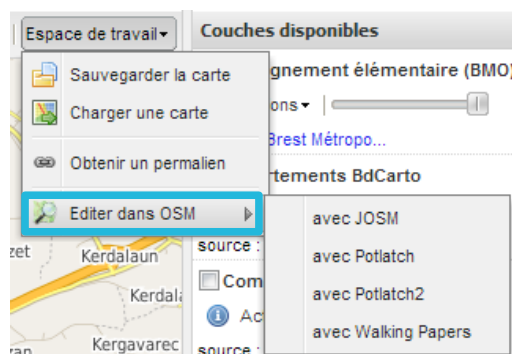 Espace de travail
Couches disponibles
Sauvegarder la carte
gnement élémentaire (BMO)
Charger une carte
ons
Brest Métropo...
Obtenir un permalien
rtements BdCarto
Editer dans OSM
avec JOSM
source :
zet
Kerdalaun
Com
avec Potlatch
Kerdala
Ac
avec Potlatch2
Kergavarec
zan
source :
avec Walking Papers